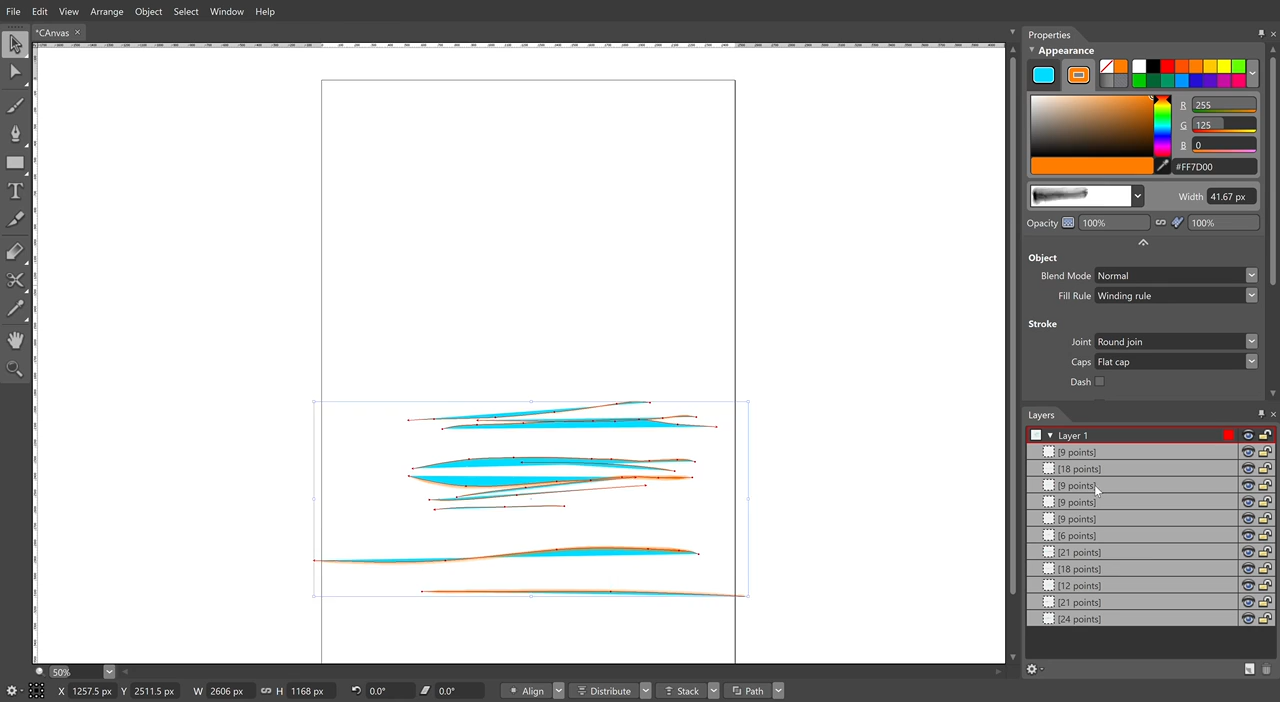 File Edit View Arrange Object Select Window Help
*CAnvas ×
Properties
Appearance
R 255
G 125
B 0
#FF7D00
Width 41.67 px
Opacity 100% 100%
Object
Blend Mode Normal
Fill Rule Winding rule
Stroke
Joint Round join
Caps Flat cap
Dash
Layers
Layer 1
[9 points]
[18 points]
[9 points]
[9 points]
[9 points]
[6 points]
[21 points]
[18 points]
[12 points]
[21 points]
[24 points]
50%
X 1257.5 px Y 2511.5 px W 2606 px H 1168 px 0.0° 0.0° Align Distribute Stack Path